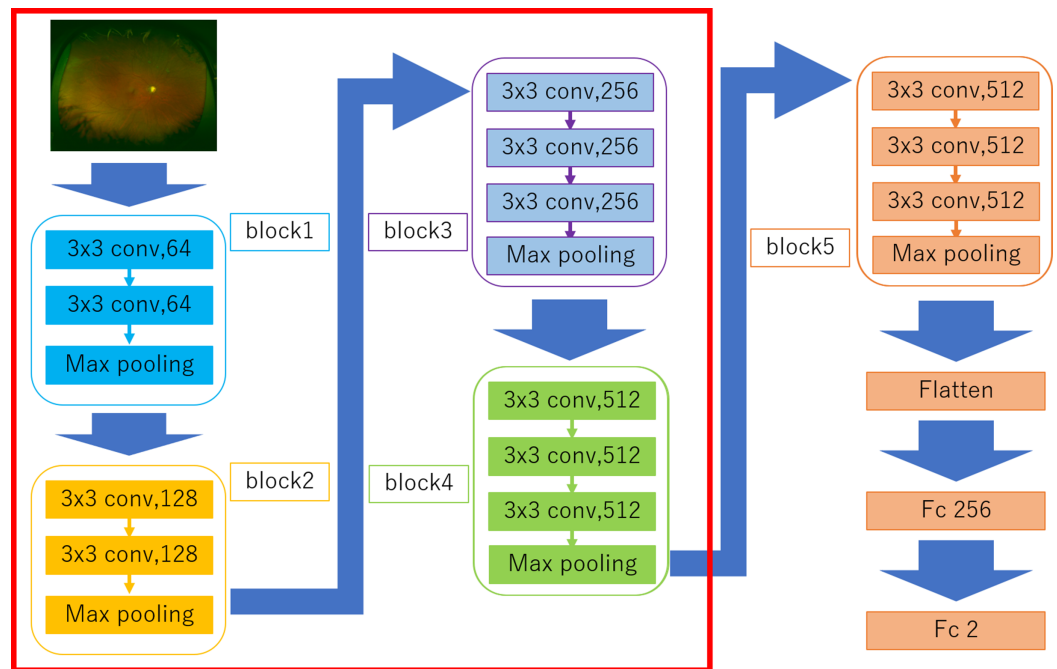 block1
3x3 conv,64
3x3 conv,64
Max pooling
block2
3x3 conv,128
3x3 conv,128
Max pooling
block3
3x3 conv,256
3x3 conv,256
3x3 conv,256
Max pooling
block4
3x3 conv,512
3x3 conv,512
3x3 conv,512
Max pooling
block5
3x3 conv,512
3x3 conv,512
3x3 conv,512
Max pooling
Flatten
Fc 256
Fc 2